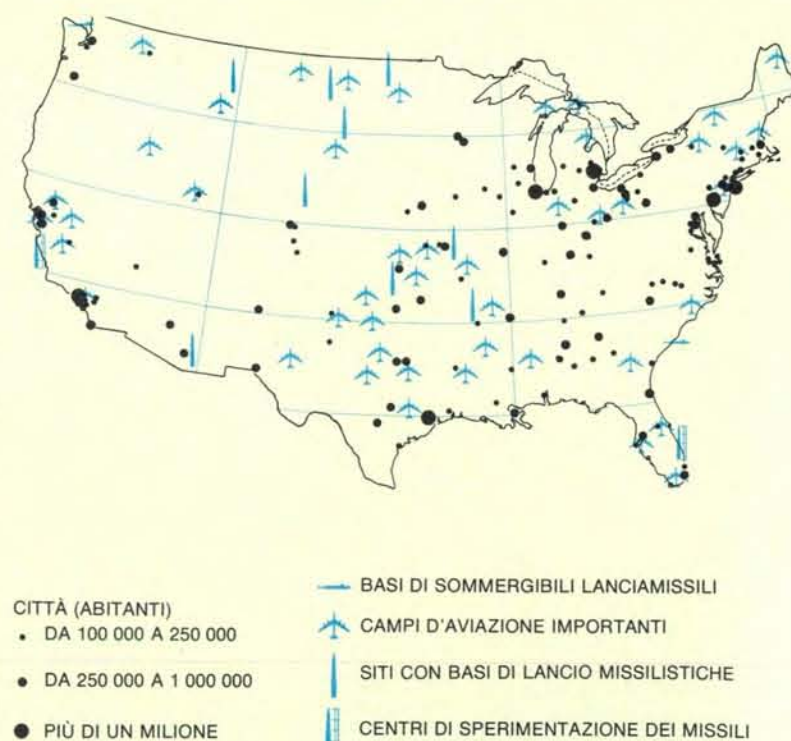 CITTÀ (ABITANTI)
DA 100 000 A 250 000
DA 250 000 A 1 000 000
PIÙ DI UN MILIONE
BASI DI SOMMERGIBILI LANCIAMISSILI
CAMPI D'AVIAZIONE IMPORTANTI
SITI CON BASI DI LANCIO MISSILISTICHE
CENTRI DI SPERIMENTAZIONE DEI MISSILI